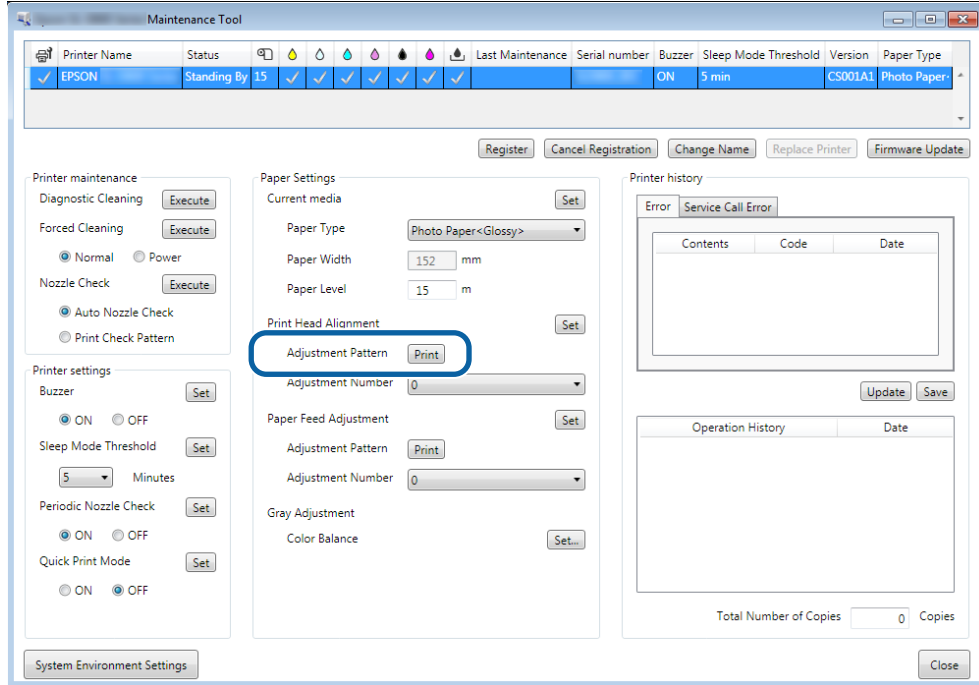 Maintenance Tool
Printer Name Status Last Maintenance Serial number Buzzer Sleep Mode Threshold Version Paper Type
EPSON Standing By 15 ON 5 min CS001A1 Photo Paper
Register Cancel Registration Change Name Replace Printer Firmware Update
Printer maintenance
Diagnostic Cleaning Execute
Forced Cleaning Execute
Normal Power
Nozzle Check Execute
Auto Nozzle Check
Print Check Pattern
Printer settings
Buzzer Set
ON OFF
Sleep Mode Threshold Set
5 Minutes
Periodic Nozzle Check Set
ON OFF
Quick Print Mode Set
ON OFF
Paper Settings
Current media Set
Paper Type Photo Paper<Glossy>
Paper Width 152 mm
Paper Level 15 m
Print Head Alignment Set
Adjustment Pattern Print
Adjustment Number 0
Paper Feed Adjustment Set
Adjustment Pattern Print
Adjustment Number 0
Gray Adjustment
Color Balance Set...
Printer history
Error Service Call Error
Contents Code Date
Update Save
Operation History Date
Total Number of Copies 0 Copies
System Environment Settings Close